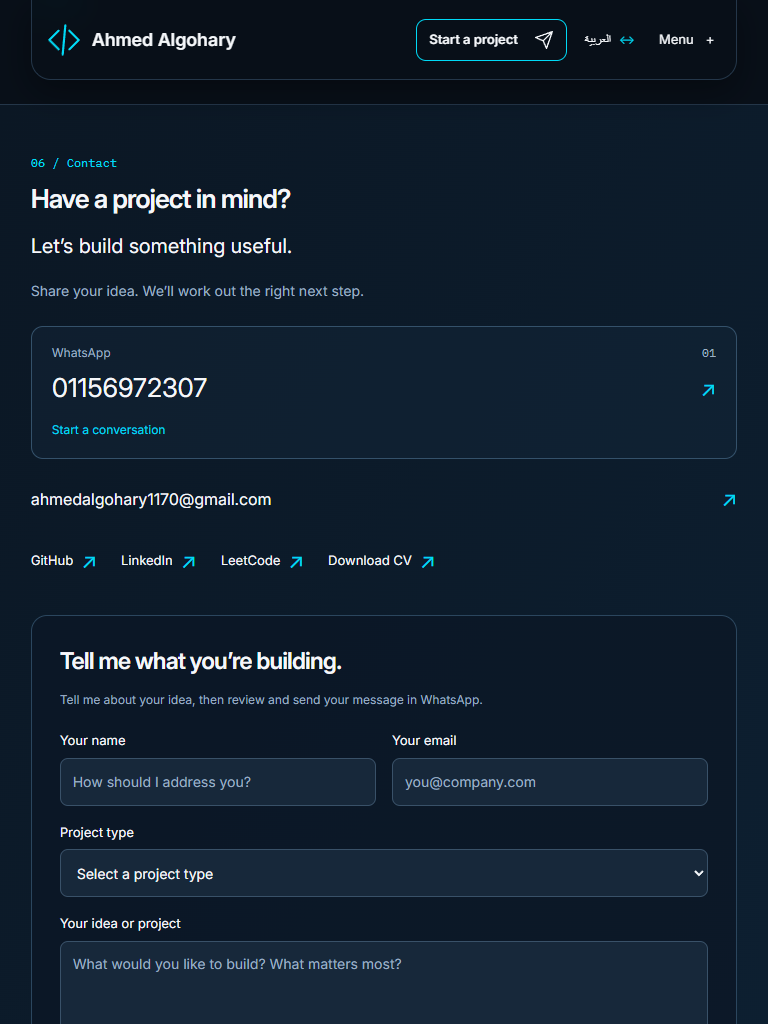 Ahmed Algohary
Start a project
العربية
Menu +
06 / Contact
Have a project in mind?
Let’s build something useful.
Share your idea. We’ll work out the right next step.
WhatsApp
01
01156972307
Start a conversation
ahmedalgohary1170@gmail.com
GitHub
LinkedIn
LeetCode
Download CV
Tell me what you’re building.
Tell me about your idea, then review and send your message in WhatsApp.
Your name
Your email
How should I address you?
you@company.com
Project type
Select a project type
Your idea or project
What would you like to build? What matters most?